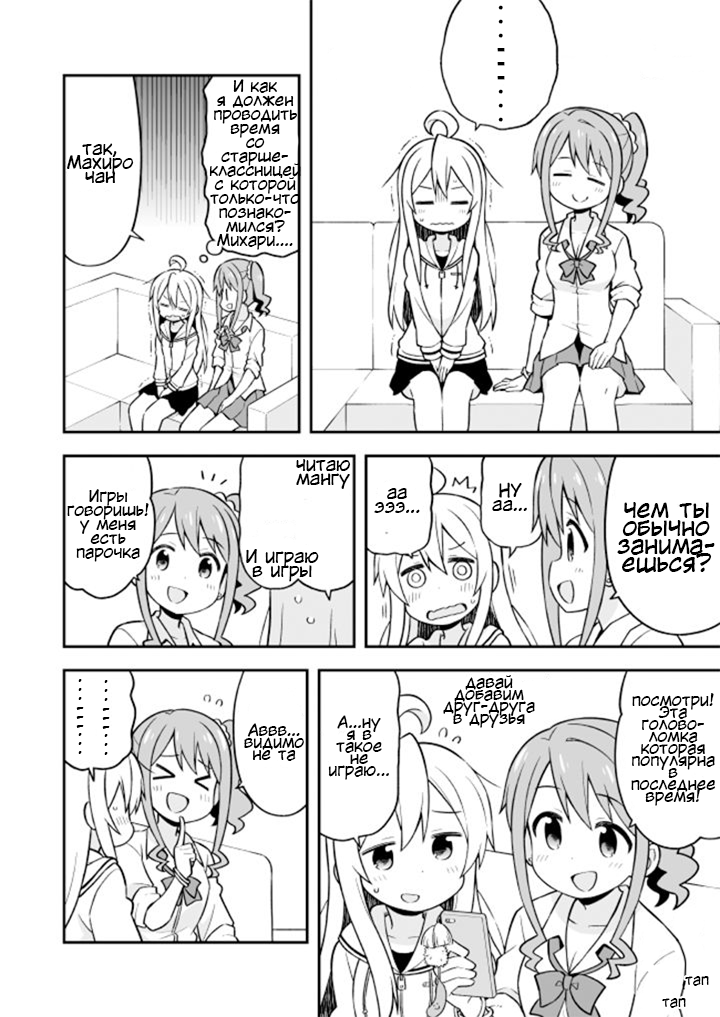 ............
И как
я должен
проводить
время
со
старше-
классницей
с которой
только-что
познако-
мился?
Михари....
так,
Махиро
чан
чем ты
обычно
занима-
ешься?
НУ
аа...
аа
эээ...
читаю
мангу
И играю
в игры
Игры
говоришь!
у меня
есть
парочка
посмотри!
Эта
голово-
ломка
которая
популярна
в
последнее
время!
давай
добавим
друг-друга
в друзья
А...ну
я в
такое
не
играю...
тап
тап
Аввв...
видимо
не та
........
........